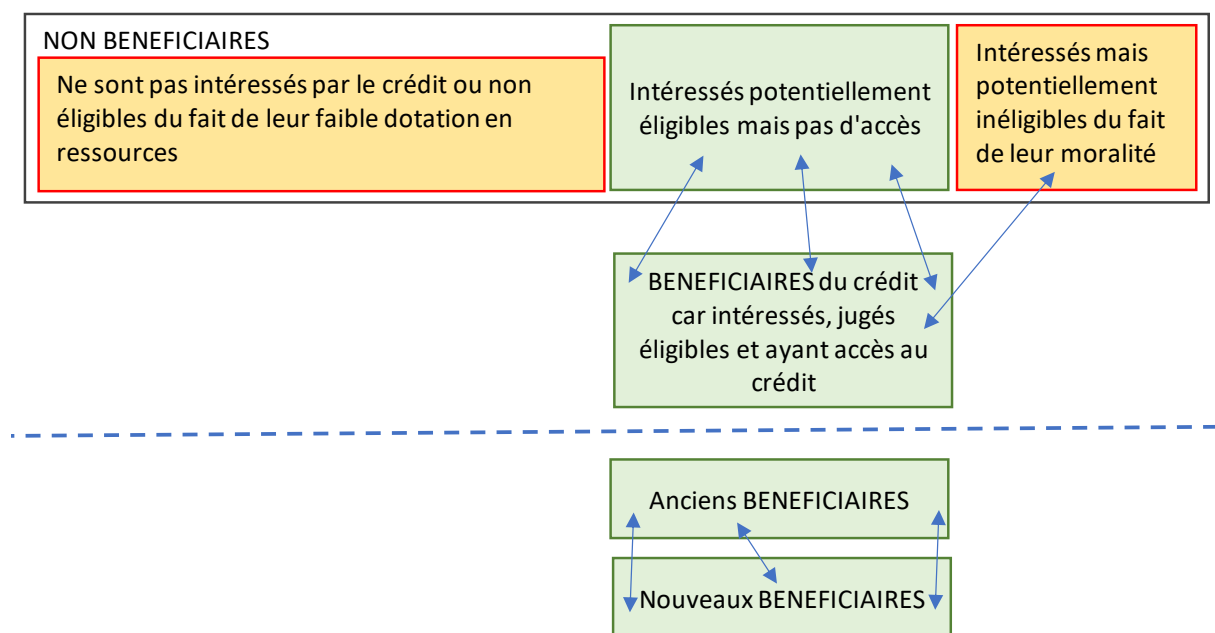 NON BENEFICIAIRES
Ne sont pas intéressés par le crédit ou non
éligibles du fait de leur faible dotation en
ressources
Intéressés potentiellement
éligibles mais pas d'accès
Intéressés mais
potentiellement
inéligibles du fait
de leur moralité
BENEFICIAIRES du crédit
car intéressés, jugés
éligibles et ayant accès au
crédit
Anciens BENEFICIAIRES
Nouveaux BENEFICIAIRES